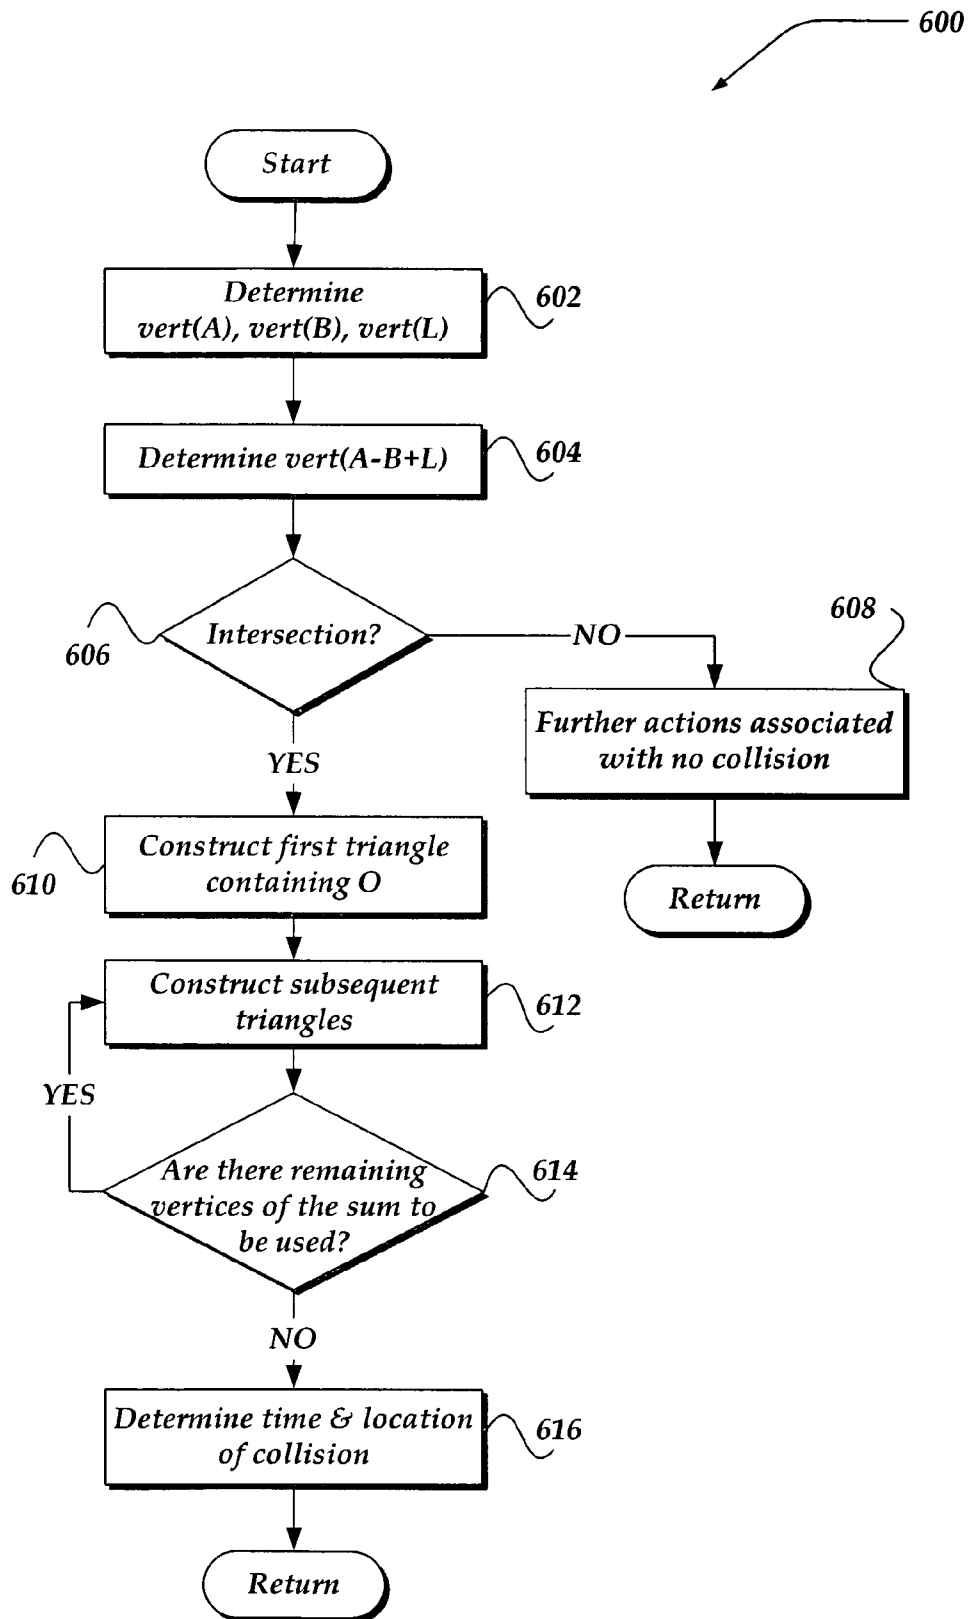 600
Start
Determine
vert(A), vert(B), vert(L)
602
Determine vert(A-B+L)
604
Intersection?
606
NO
608
Further actions associated
with no collision
Return
YES
Construct first triangle
containing O
610
Construct subsequent
triangles
612
YES
Are there remaining
vertices of the sum to
be used?
614
NO
Determine time & location
of collision
616
Return